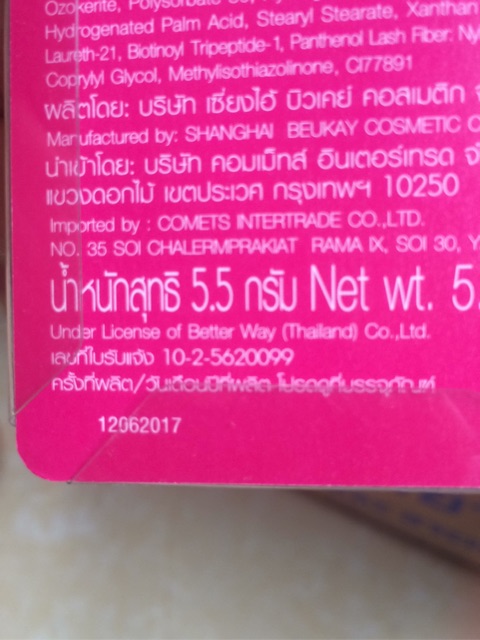 Ozokerite, Polysorbate
Hydrogenated Palm Acid, Stearyl Stearate, Xanthan
Laureth-21, Biotinoyl Tripeptide-1, Panthenol Lash Fiber: Ny
Coprylyl Glycol, Methylisothiazolinone, CI77891
ผลิตโดย: บริษัท เซี่ยงไฮ้ บิวเคย์ คอสเมติก
Manufactured by: SHANGHAI BEUKAY COSMETIC C
นำเข้าโดย: บริษัท คอมเม็ทส์ อินเตอร์เทรด จำ
แขวงดอกไม้ เขตประเวศ กรุงเทพฯ 10250
Imported by : COMETS INTERTRADE CO.,LTD.
NO. 35 SOI CHALERMPRAKIAT RAMA IX, SOI 30, Y
น้ำหนักสุทธิ 5.5 กรัม Net wt. 5.
Under License of Better Way (Thailand) Co.,Ltd.
เลขที่ใบรับแจ้ง 10-2-5620099
ครั้งที่ผลิต/วันเดือนปีที่ผลิต โปรดดูที่บรรจุภัณฑ์
12062017